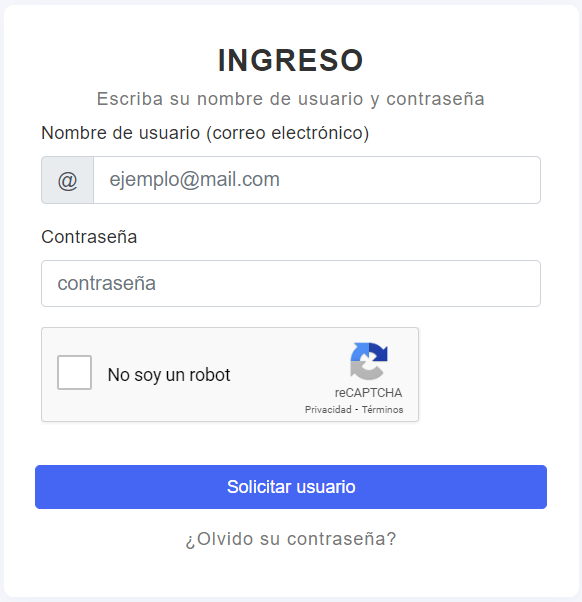 INGRESO
Escriba su nombre de usuario y contraseña
Nombre de usuario (correo electrónico)
@ ejemplo@mail.com
Contraseña
contraseña
No soy un robot
reCAPTCHA
Privacidad - Términos
Solicitar usuario
¿Olvido su contraseña?